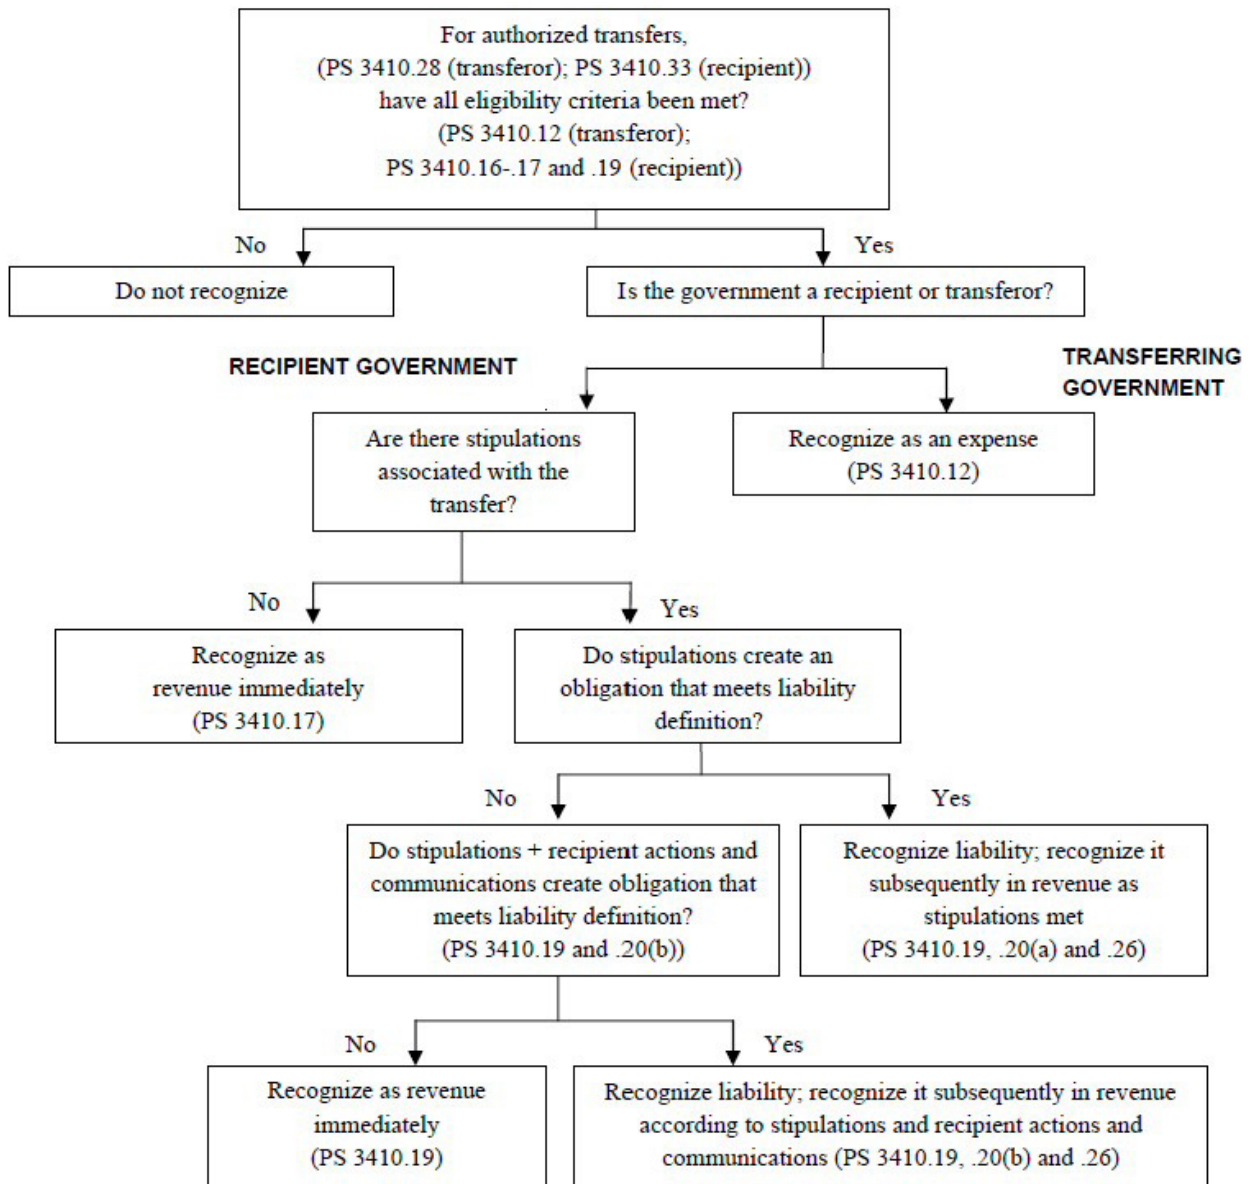 For authorized transfers,
(PS 3410.28 (transferor); PS 3410.33 (recipient))
have all eligibility criteria been met?
(PS 3410.12 (transferor);
PS 3410.16-.17 and .19 (recipient))
No
Yes
Do not recognize
Is the government a recipient or transferor?
RECIPIENT GOVERNMENT
TRANSFERRING
GOVERNMENT
Are there stipulations
associated with the
transfer?
Recognize as an expense
(PS 3410.12)
No
Yes
Recognize as
revenue immediately
(PS 3410.17)
Do stipulations create an
obligation that meets liability
definition?
No
Yes
Do stipulations + recipient actions and
communications create obligation that
meets liability definition?
(PS 3410.19 and .20(b))
Recognize liability; recognize it
subsequently in revenue as
stipulations met
(PS 3410.19, .20(a) and .26)
No
Yes
Recognize as revenue
immediately
(PS 3410.19)
Recognize liability; recognize it subsequently in revenue
according to stipulations and recipient actions and
communications (PS 3410.19, .20(b) and .26)